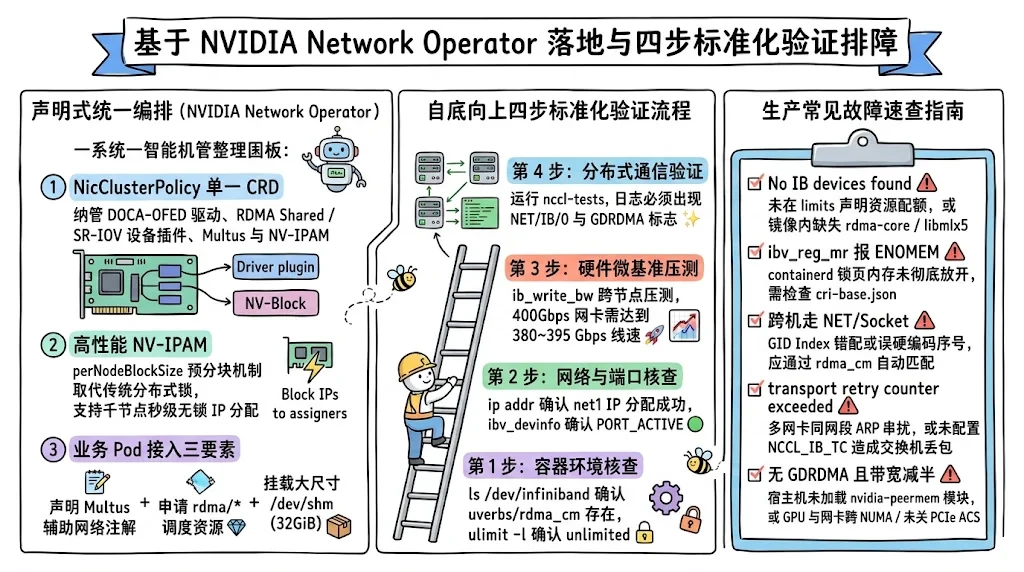 基于 NVIDIA Network Operator 落地与四步标准化验证排障
声明式统一编排 (NVIDIA Network Operator)
一系统一智能机管整理围板:
1 NicClusterPolicy 单一 CRD
纳管 DOCA-OFED 驱动、RDMA Shared /
SR-IOV 设备插件、Multus 与 NV-IPAM
Driver plugin
NV-Block
2 高性能 NV-IPAM
perNodeBlockSize 预分块机制
取代传统分布式锁,
支持千节点秒级无锁 IP 分配
Block IPs
to assigners
3 业务 Pod 接入三要素
声明 Multus
辅助网络注解
+
申请 rdma/*
调度资源
+
挂载大尺寸
/dev/shm
(32GiB)
自底向上四步标准化验证流程
第 4 步：分布式通信验证
运行 nccl-tests, 日志必须出现
NET/IB/0 与 GDRDMA 标志
第 3 步：硬件微基准压测
ib_write_bw 跨节点压测,
400Gbps 网卡需达到
380~395 Gbps 线速
第 2 步：网络与端口核查
ip addr 确认 net1 IP 分配成功,
ibv_devinfo 确认 PORT_ACTIVE
第 1 步：容器环境核查
ls /dev/infiniband 确认
uverbs/rdma_cm 存在,
ulimit -l 确认 unlimited
生产常见故障速查指南
No IB devices found
未在 limits 声明资源配额，或
镜像内缺失 rdma-core / libmlx5
ibv_reg_mr 报 ENOMEM
containerd 锁页内存未彻底放开,
需检查 cri-base.json
跨机走 NET/Socket
GID Index 错配或误硬编码序号,
应通过 rdma_cm 自动匹配
transport retry counter
exceeded
多网卡同网段 ARP 串扰，或未配置
NCCL_IB_TC 造成交换机丢包
无 GDRDMA 且带宽减半
宿主机未加载 nvidia-peermem 模块,
或 GPU 与网卡跨 NUMA / 未关 PCIe ACS